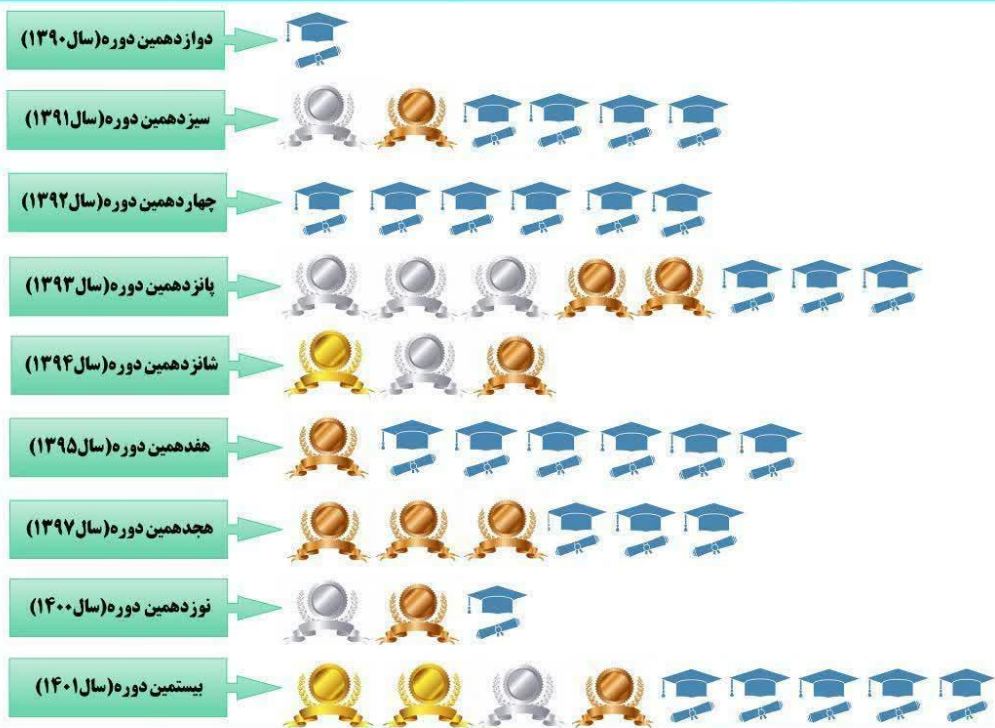 دوازدهمین دوره(سال۱۳۹۰)
سیزدهمین دوره(سال۱۳۹۱)
چهاردهمین دوره(سال۱۳۹۲)
پانزدهمین دوره(سال۱۳۹۳)
شانزدهمین دوره(سال۱۳۹۴)
هفدهمین دوره(سال۱۳۹۵)
هجدهمین دوره(سال۱۳۹۷)
نوزدهمین دوره(سال۱۴۰۰)
بیستمین دوره(سال۱۴۰۱)